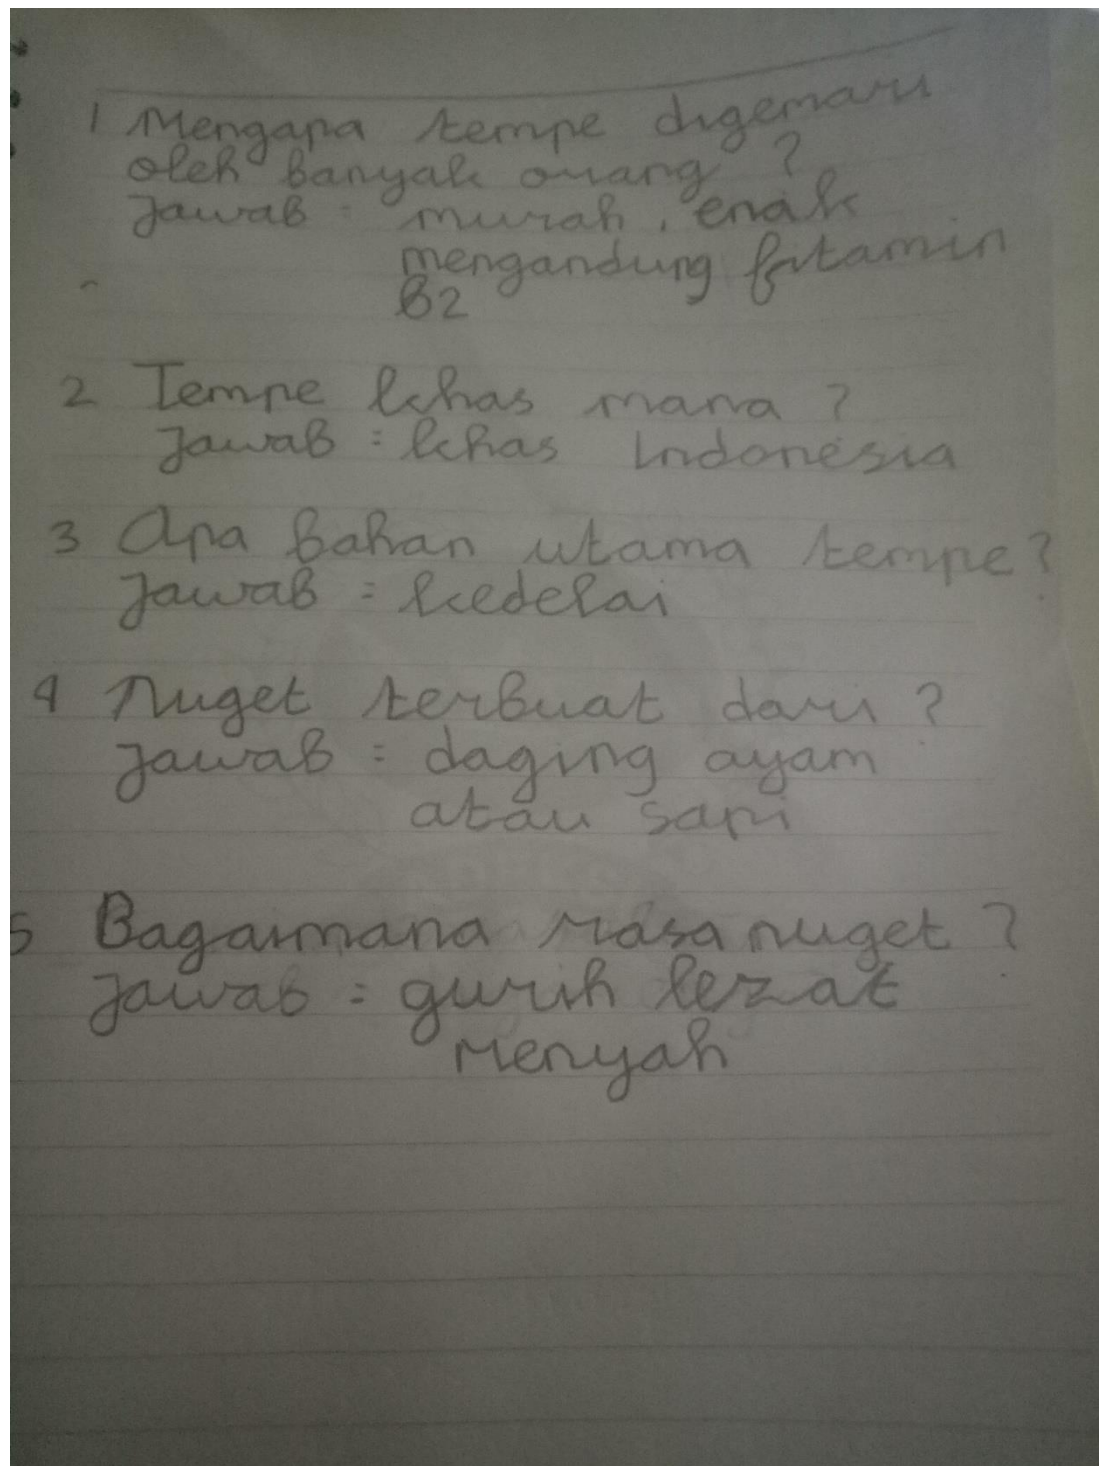 1 Mengapa tempe digemari
oleh banyak orang ?
Jawab : murah, enak
mengandung fitamin
B2
2 Tempe khas mana ?
Jawab : khas Indonesia
3 Apa bahan utama tempe ?
Jawab : kedelai
4 Nuget terbuat dari ?
Jawab : daging ayam
atau sapi
5 Bagaimana rasa nuget ?
Jawab : gurih lezat
renyah